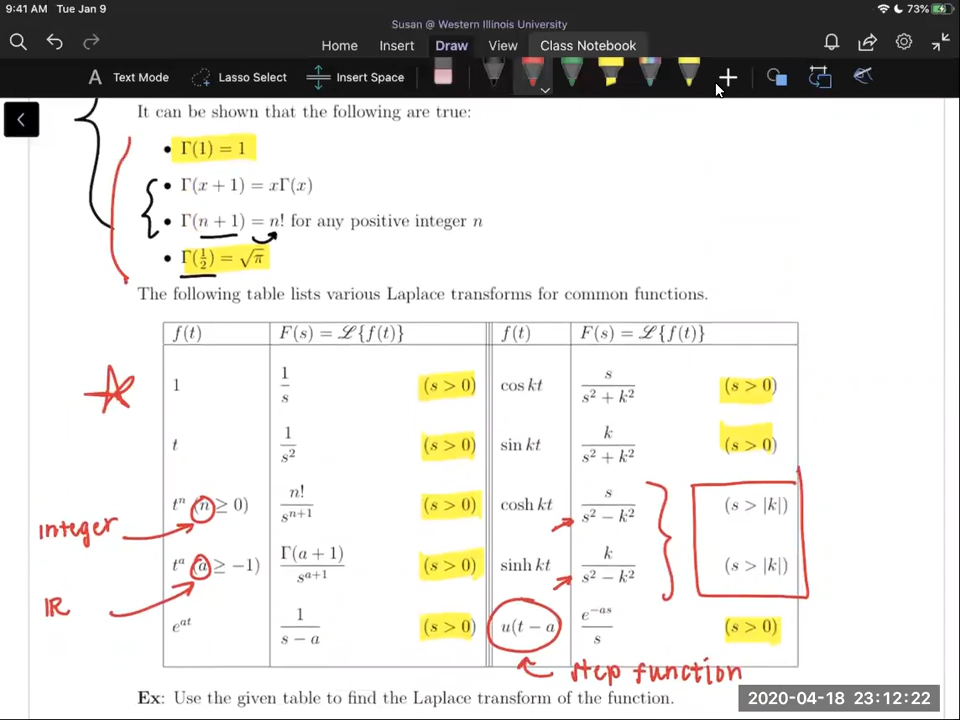 9:41 AM Tue Jan 9
73%
Susan @ Western Illinois University
Home Insert Draw View Class Notebook
Text Mode Lasso Select Insert Space
It can be shown that the following are true:
• Γ(1) = 1
• Γ(x + 1) = xΓ(x)
• Γ(n + 1) = n! for any positive integer n
• Γ(1/2) = √π
The following table lists various Laplace transforms for common functions.
f(t) F(s) = ℒ{f(t)} f(t) F(s) = ℒ{f(t)}
1 1/s (s > 0) cos kt s/(s² + k²) (s > 0)
t 1/s² (s > 0) sin kt k/(s² + k²) (s > 0)
tⁿ (n ≥ 0) n!/sⁿ⁺¹ (s > 0) cosh kt s/(s² − k²) (s > |k|)
Integer
tᵃ (a ≥ −1) Γ(a + 1)/sᵃ⁺¹ (s > 0) sinh kt k/(s² − k²) (s > |k|)
IR
eᵃᵗ 1/(s − a) (s > 0) u(t − a e⁻ᵃˢ/s (s > 0)
step function
Ex: Use the given table to find the Laplace transform of the function.
2020-04-18 23:12:22